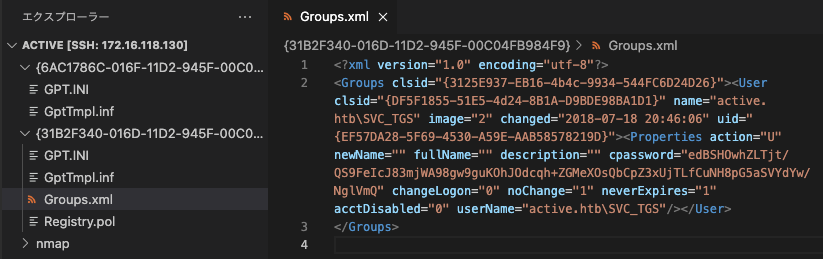 エクスプローラー
...
ACTIVE [SSH: 172.16.118.130]
{6AC1786C-016F-11D2-945F-00C0...
GPT.INI
GptTmpl.inf
{31B2F340-016D-11D2-945F-00C0...
GPT.INI
GptTmpl.inf
Groups.xml
Registry.pol
nmap
Groups.xml ×
{31B2F340-016D-11D2-945F-00C04FB984F9} > Groups.xml
1 <?xml version="1.0" encoding="utf-8"?>
2 <Groups clsid="{3125E937-EB16-4b4c-9934-544FC6D24D26}"><User
clsid="{DF5F1855-51E5-4d24-8B1A-D9BDE98BA1D1}" name="active.
htb\SVC_TGS" image="2" changed="2018-07-18 20:46:06" uid="
{EF57DA28-5F69-4530-A59E-AAB58578219D}"><Properties action="U"
newName="" fullName="" description="" cpassword="edBSHOwhZLTjt/
QS9FeIcJ83mjWA98gw9guKOhJOdcqh+ZGMeXOsQbCpZ3xUjTLfCuNH8pG5aSVYdYw/
NglVmQ" changeLogon="0" noChange="1" neverExpires="1"
acctDisabled="0" userName="active.htb\SVC_TGS"/></User>
3 </Groups>
4